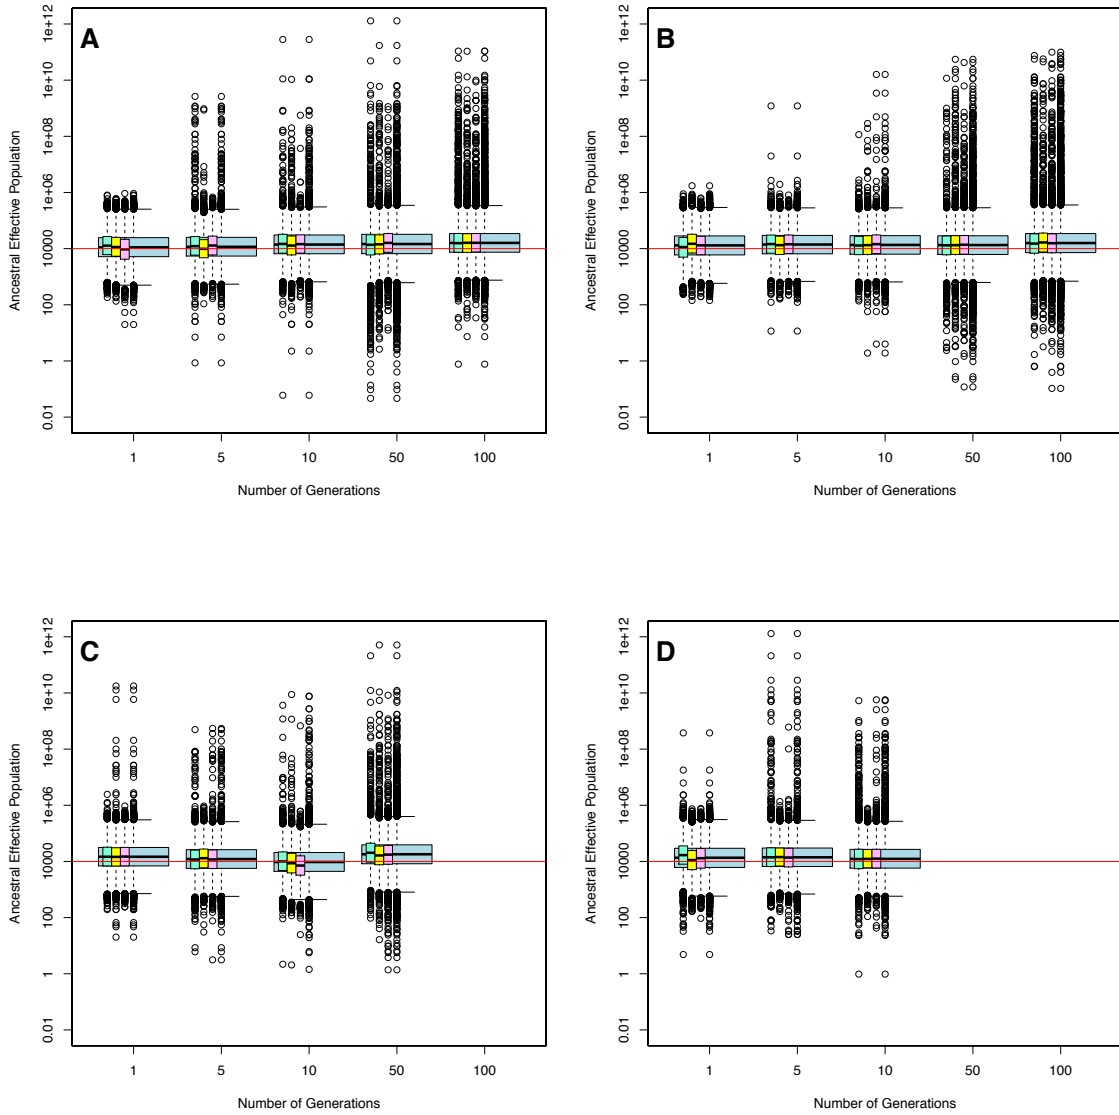 A
Ancestral Effective Population
1e+12
1e+10
1e+08
1e+06
10000
100
1
0.01
1 5 10 50 100
Number of Generations
B
Ancestral Effective Population
1e+12
1e+10
1e+08
1e+06
10000
100
1
0.01
1 5 10 50 100
Number of Generations
C
Ancestral Effective Population
1e+12
1e+10
1e+08
1e+06
10000
100
1
0.01
1 5 10 50 100
Number of Generations
D
Ancestral Effective Population
1e+12
1e+10
1e+08
1e+06
10000
100
1
0.01
1 5 10 50 100
Number of Generations